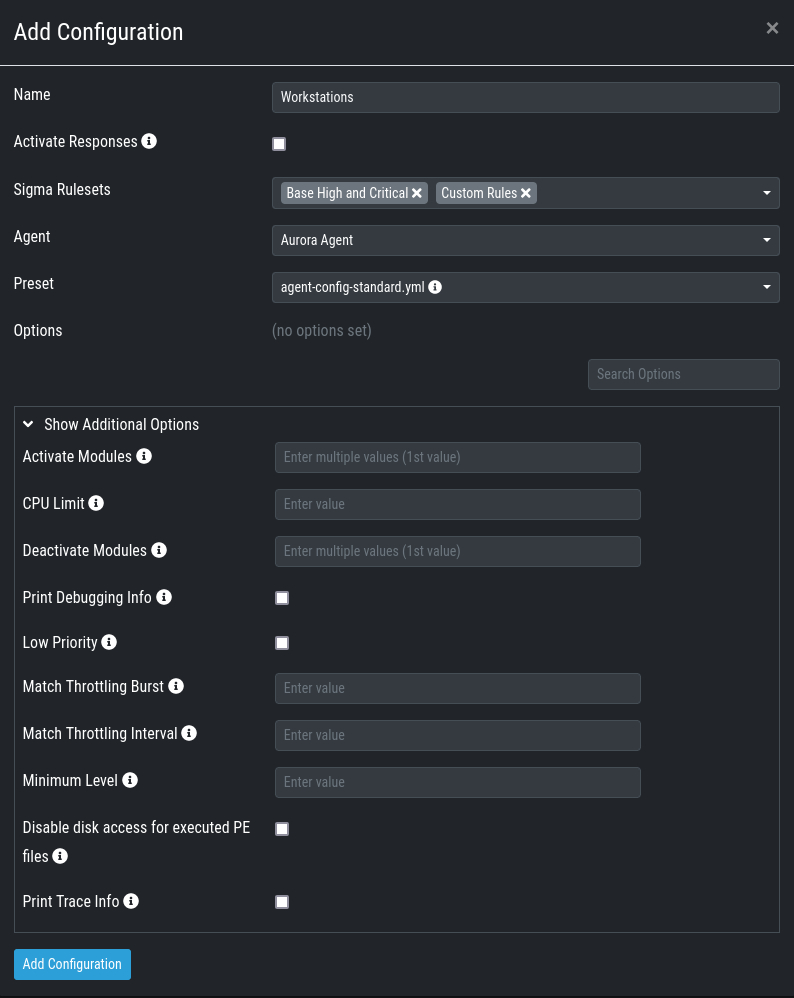 Add Configuration
Name
Workstations
Activate Responses
Sigma Rulesets
Base High and Critical
Custom Rules
Agent
Aurora Agent
Preset
agent-config-standard.yml
Options
(no options set)
Search Options
Show Additional Options
Activate Modules
Enter multiple values (1st value)
CPU Limit
Enter value
Deactivate Modules
Enter multiple values (1st value)
Print Debugging Info
Low Priority
Match Throttling Burst
Enter value
Match Throttling Interval
Enter value
Minimum Level
Enter value
Disable disk access for executed PE
files
Print Trace Info
Add Configuration